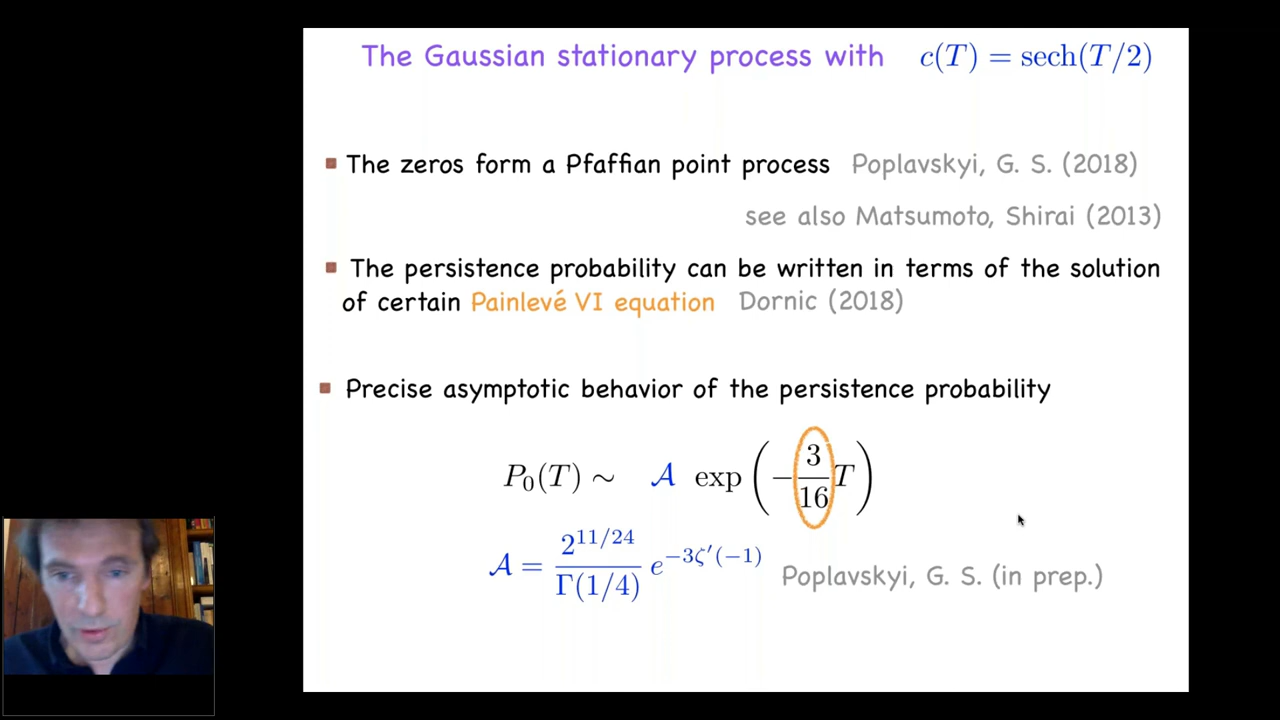 The Gaussian stationary process with c(T) = sech(T/2)
▪ The zeros form a Pfaffian point process Poplavskyi, G. S. (2018)
see also Matsumoto, Shirai (2013)
▪ The persistence probability can be written in terms of the solution
of certain Painlevé VI equation Dornic (2018)
▪ Precise asymptotic behavior of the persistence probability
P₀(T) ∼ 𝒜 exp(−3/16 T)
𝒜 = 2^{11/24}/Γ(1/4) e^{−3ζ′(−1)} Poplavskyi, G. S. (in prep.)